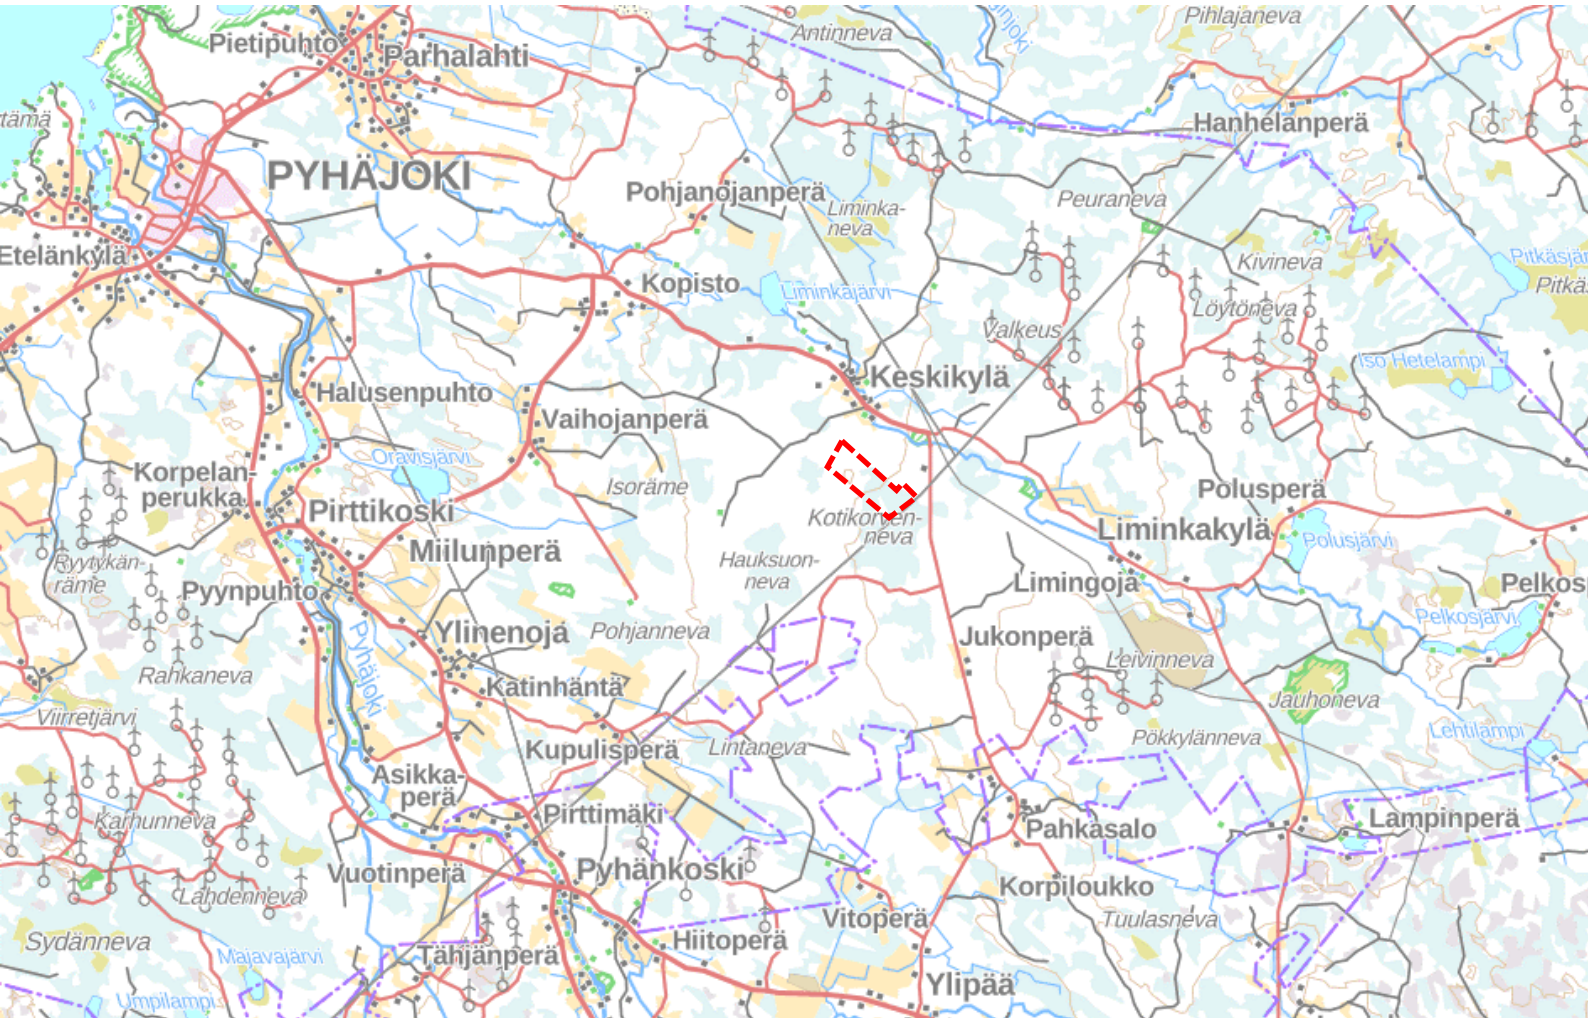 Pihlajaneva
Antinneva
Pietipuhto
Parhalahti
Hanhelanperä
PYHÄJOKI
Pohjanojanperä
Peuraneva
Liminka-
neva
Etelänkylä
Kivineva
Kopisto
Liminkajärvi
Löytöneva
Valkeus
Iso Hetelampi
Keskikylä
Halusenpuhto
Vaihojanperä
Oravisjärvi
Korpelan-
perukka
Isoräme
Polusperä
Pirttikoski
Kotikorven-
neva
Liminkakylä
Polusjärvi
Miilunperä
Hauksuon-
neva
Ryytykän-
räme
Limingoja
Pyynpuhto
Pelkosjärvi
Ylinenoja
Pohjanneva
Jukonperä
Pyhäjoki
Leivinneva
Rahkaneva
Katinhäntä
Jauhoneva
Viirretjärvi
Lehtilampi
Pökkylänneva
Kupulisperä
Lintaneva
Asikka-
perä
Karhunneva
Pirttimäki
Lampinperä
Pahkasalo
Vuotinperä
Pyhänkoski
Korpiloukko
Lahdenneva
Vitoperä
Tuulasneva
Sydänneva
Hiitoperä
Majavajärvi
Tähjänperä
Ylipää
Umpilampi